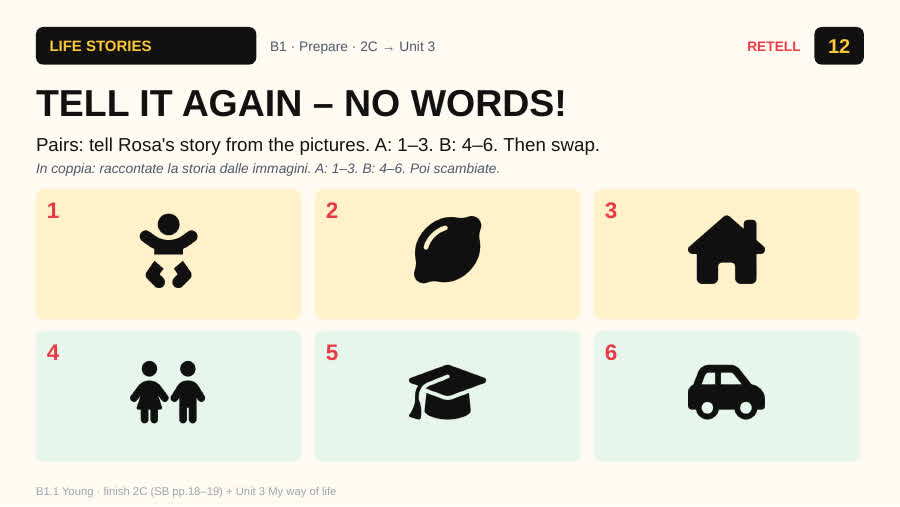 LIFE STORIES
B1 · Prepare · 2C → Unit 3
RETELL
12
TELL IT AGAIN – NO WORDS!
Pairs: tell Rosa's story from the pictures. A: 1–3. B: 4–6. Then swap.
In coppia: raccontate la storia dalle immagini. A: 1–3. B: 4–6. Poi scambiate.
1
2
3
4
5
6
B1.1 Young · finish 2C (SB pp.18–19) + Unit 3 My way of life